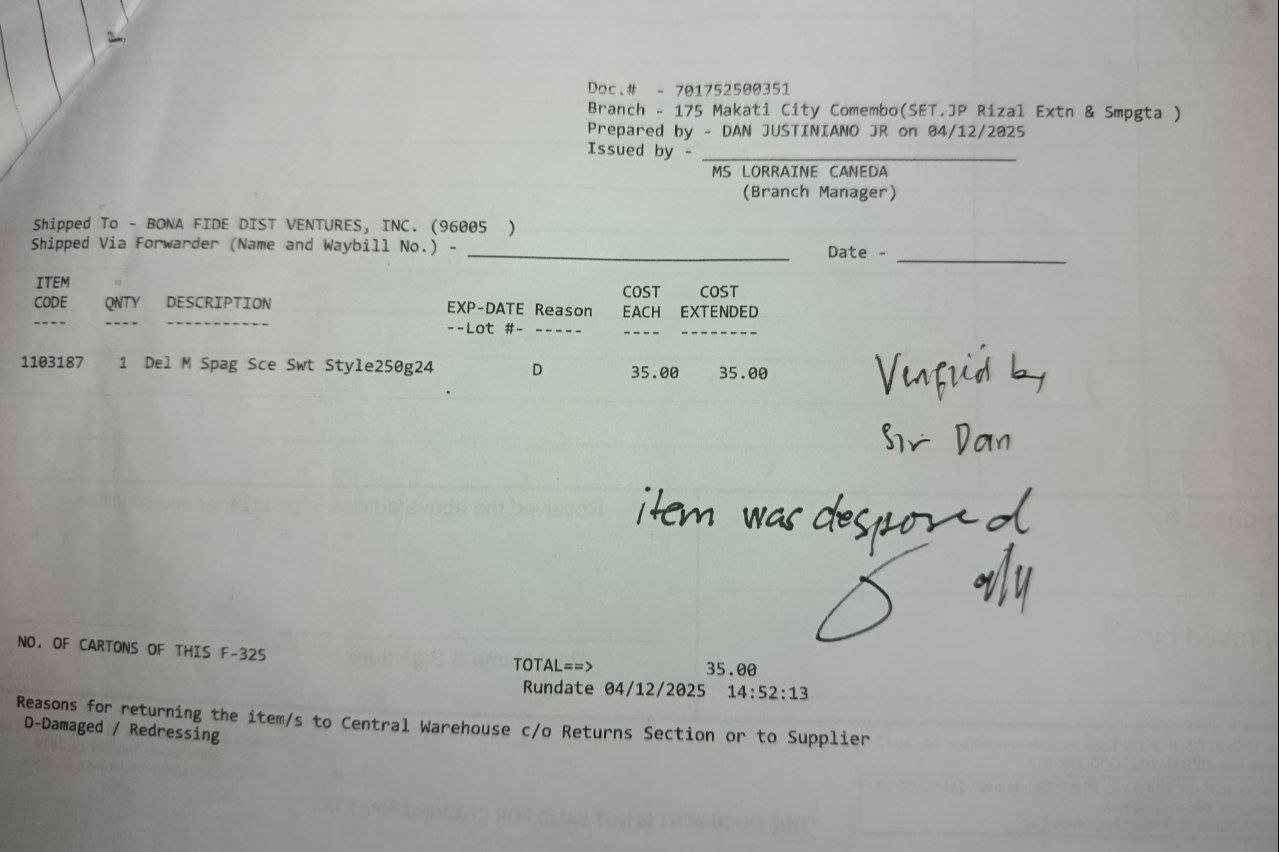 Doc.# - 701752500351
Branch - 175 Makati City Comembo(SET.JP Rizal Extn & Smpgta )
Prepared by - DAN JUSTINIANO JR on 04/12/2025
Issued by -
MS LORRAINE CANEDA
(Branch Manager)
Shipped To - BONA FIDE DIST VENTURES, INC. (96005 )
Shipped Via Forwarder (Name and Waybill No.) -
Date -
ITEM CODE QNTY DESCRIPTION EXP-DATE --Lot #- Reason COST EACH COST EXTENDED
1103187 1 Del M Spag Sce Swt Style250g24 D 35.00 35.00
Verified by
Sir Dan
item was desposed
NO. OF CARTONS OF THIS F-325
TOTAL==> 35.00
Rundate 04/12/2025 14:52:13
Reasons for returning the item/s to Central Warehouse c/o Returns Section or to Supplier
D-Damaged / Redressing